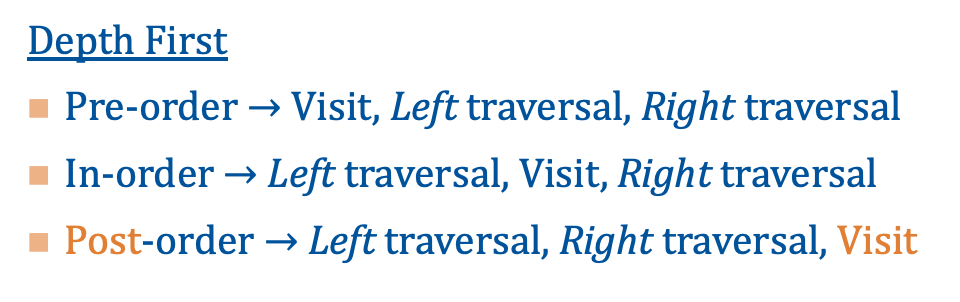 Depth First
Pre-order → Visit, Left traversal, Right traversal
In-order → Left traversal, Visit, Right traversal
Post-order → Left traversal, Right traversal, Visit